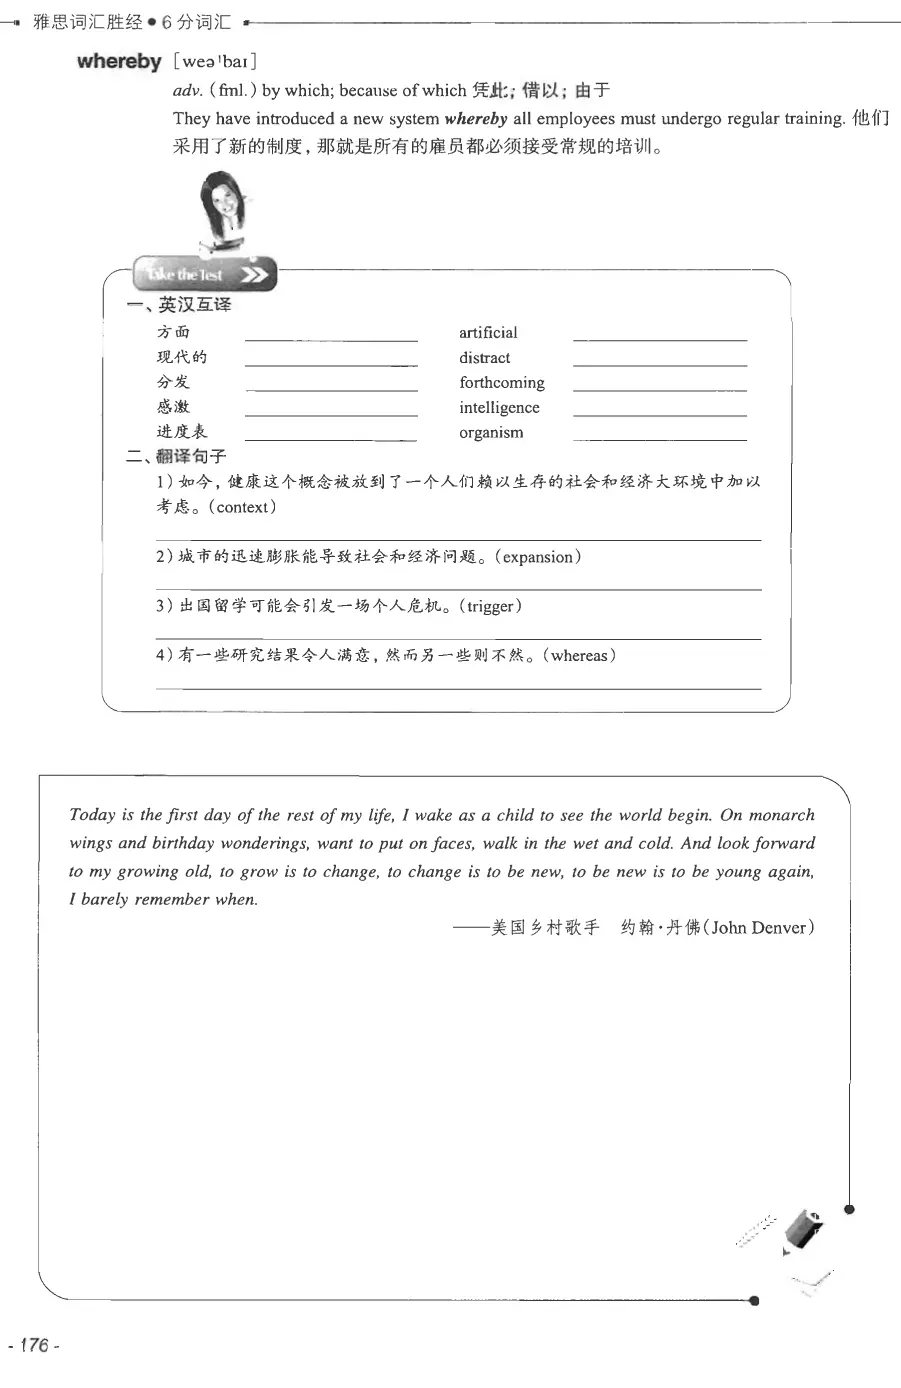 雅思词汇胜经●6分词汇
whereby [weəˈbaɪ]
adv. (fml.) by which; because of which 凭此；借以；由于
They have introduced a new system whereby all employees must undergo regular training. 他们
采用了新的制度，那就是所有的雇员都必须接受常规的培训。
Take the Test
一、英汉互译
方面 artificial
现代的 distract
分发 forthcoming
感激 intelligence
进度表 organism
二、翻译句子
1) 如今，健康这个概念被放到了一个人们赖以生存的社会和经济大环境中加以
考虑。(context)
2) 城市的迅速膨胀能导致社会和经济问题。(expansion)
3) 出国留学可能会引发一场个人危机。(trigger)
4) 有一些研究结果令人满意，然而另一些则不然。(whereas)
Today is the first day of the rest of my life, I wake as a child to see the world begin. On monarch
wings and birthday wonderings, want to put on faces, walk in the wet and cold. And look forward
to my growing old, to grow is to change, to change is to be new, to be new is to be young again,
I barely remember when.
——美国乡村歌手 约翰·丹佛(John Denver)
- 176 -